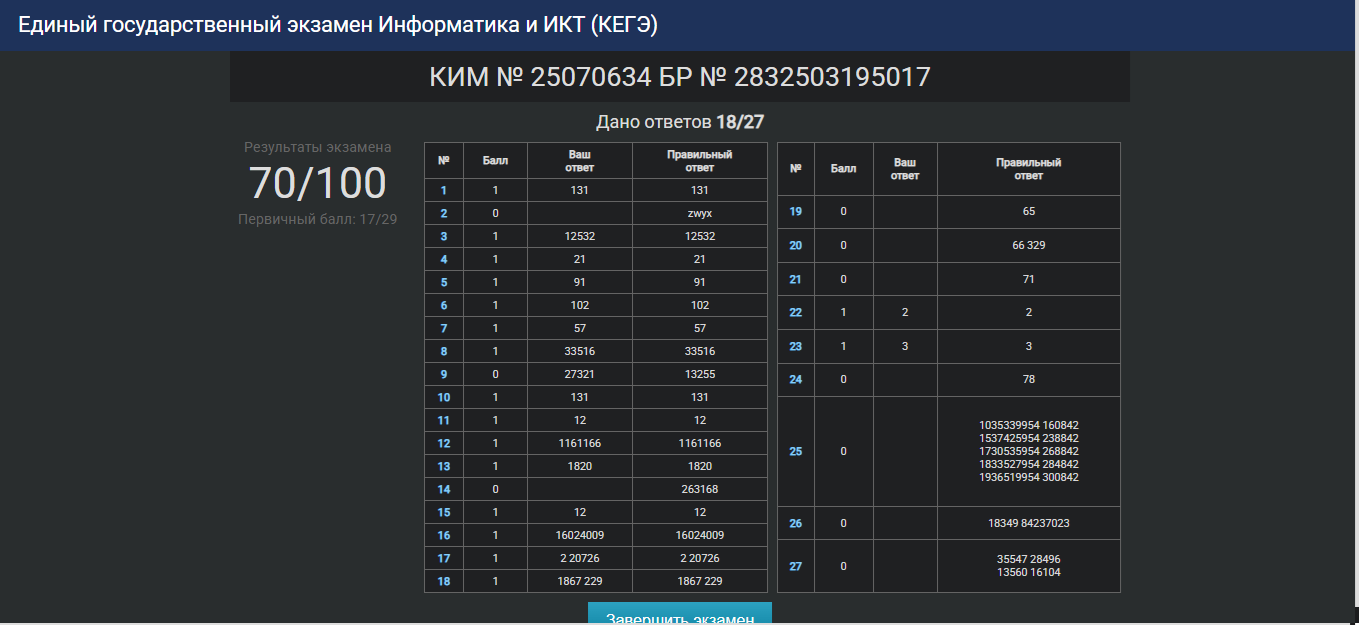 Единый государственный экзамен Информатика и ИКТ (КЕГЭ)
КИМ № 25070634 БР № 2832503195017
Дано ответов 18/27
Результаты экзамена
70/100
Первичный балл: 17/29
№ Балл Ваш ответ Правильный ответ
1 1 131 131
2 0 zwyx
3 1 12532 12532
4 1 21 21
5 1 91 91
6 1 102 102
7 1 57 57
8 1 33516 33516
9 0 27321 13255
10 1 131 131
11 1 12 12
12 1 1161166 1161166
13 1 1820 1820
14 0 263168
15 1 12 12
16 1 16024009 16024009
17 1 2 20726 2 20726
18 1 1867 229 1867 229
№ Балл Ваш ответ Правильный ответ
19 0 65
20 0 66 329
21 0 71
22 1 2 2
23 1 3 3
24 0 78
25 0 1035339954 160842
1537425954 238842
1730535954 268842
1833527954 284842
1936519954 300842
26 0 18349 84237023
27 0 35547 28496
13560 16104
Завершить экзамен